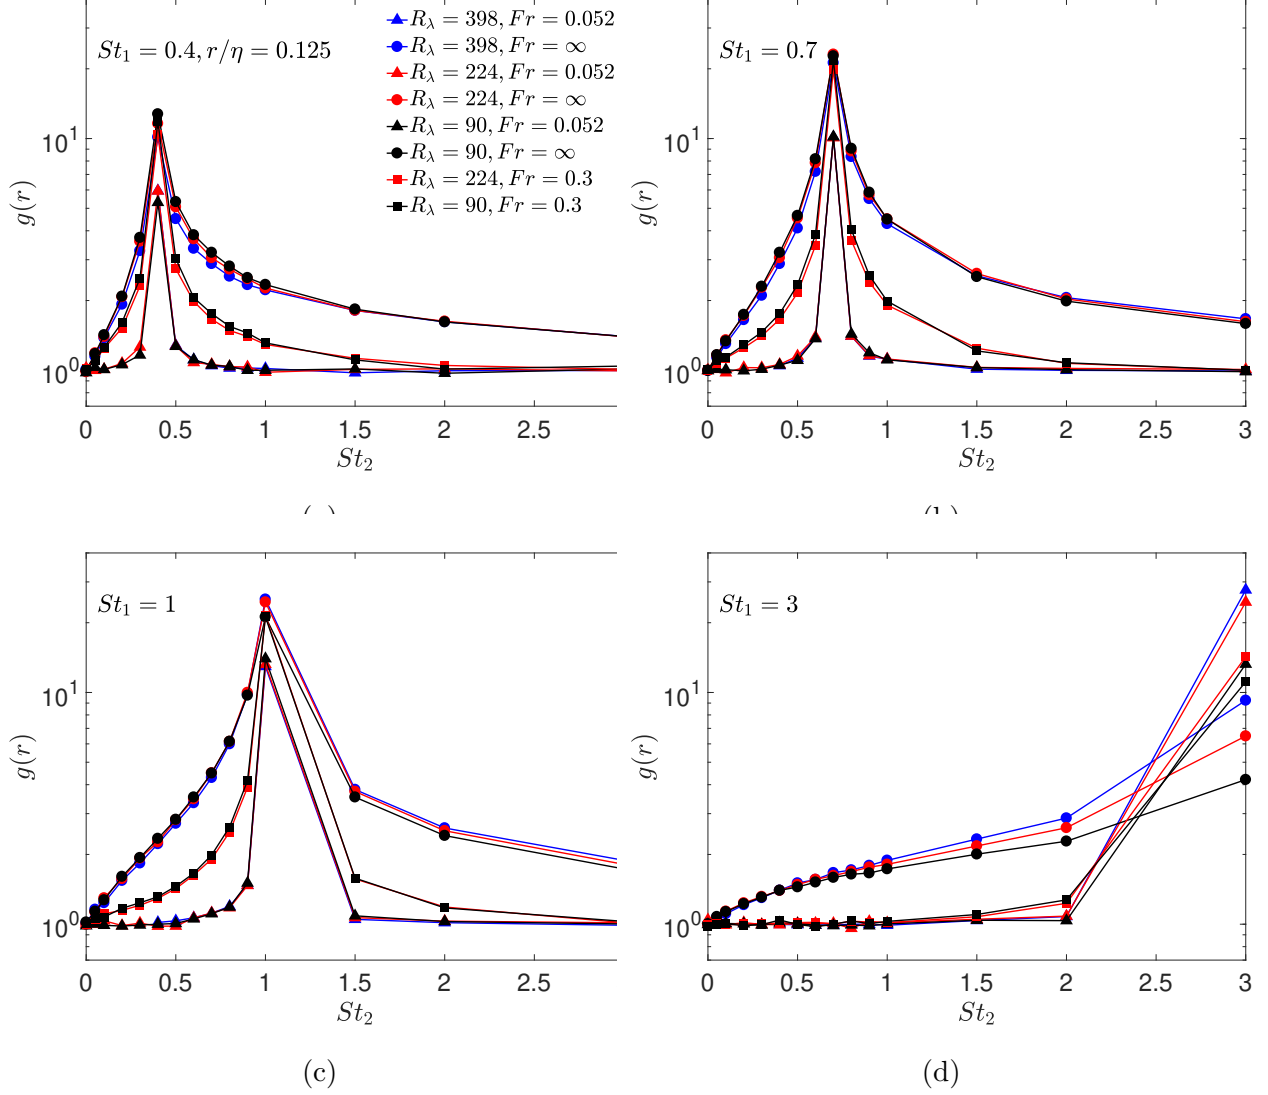 St₁ = 0.4, r/η = 0.125
R_λ = 398, Fr = 0.052
R_λ = 398, Fr = ∞
R_λ = 224, Fr = 0.052
R_λ = 224, Fr = ∞
R_λ = 90, Fr = 0.052
R_λ = 90, Fr = ∞
R_λ = 224, Fr = 0.3
R_λ = 90, Fr = 0.3
10¹
10⁰
g(r)
0 0.5 1 1.5 2 2.5
St₂
St₁ = 0.7
10¹
10⁰
g(r)
0 0.5 1 1.5 2 2.5 3
St₂
St₁ = 1
10¹
10⁰
g(r)
0 0.5 1 1.5 2 2.5
St₂
(c)
St₁ = 3
10¹
10⁰
g(r)
0 0.5 1 1.5 2 2.5 3
St₂
(d)